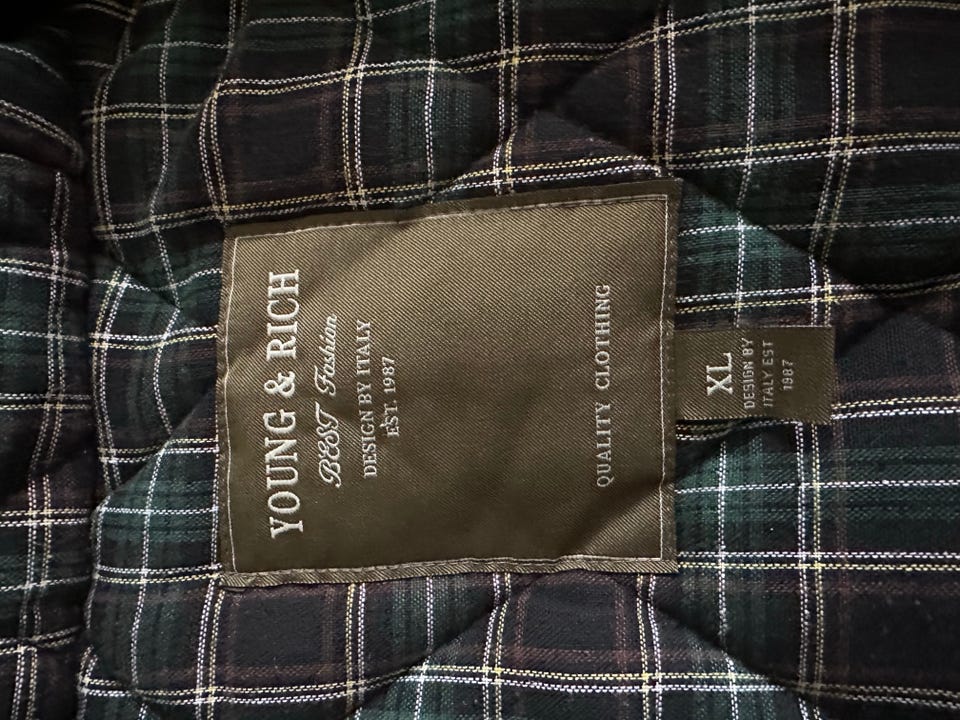 YOUNG & RICH
BEST Fashion
DESIGN BY ITALY
EST. 1987
QUALITY CLOTHING
XL
DESIGN BY
ITALY EST
1987